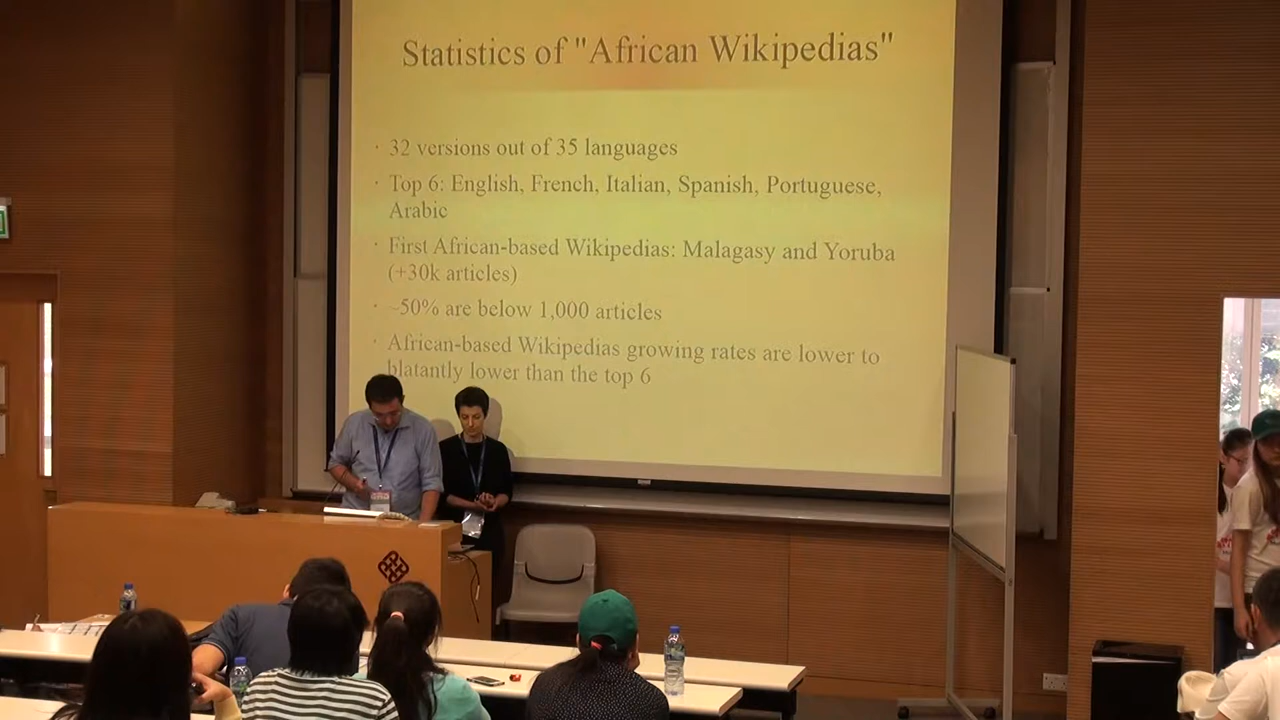 Statistics of "African Wikipedias"
· 32 versions out of 35 languages
· Top 6: English, French, Italian, Spanish, Portuguese,
Arabic
· First African-based Wikipedias: Malagasy and Yoruba
(+30k articles)
· ~50% are below 1,000 articles
· African-based Wikipedias growing rates are lower to
blatantly lower than the top 6